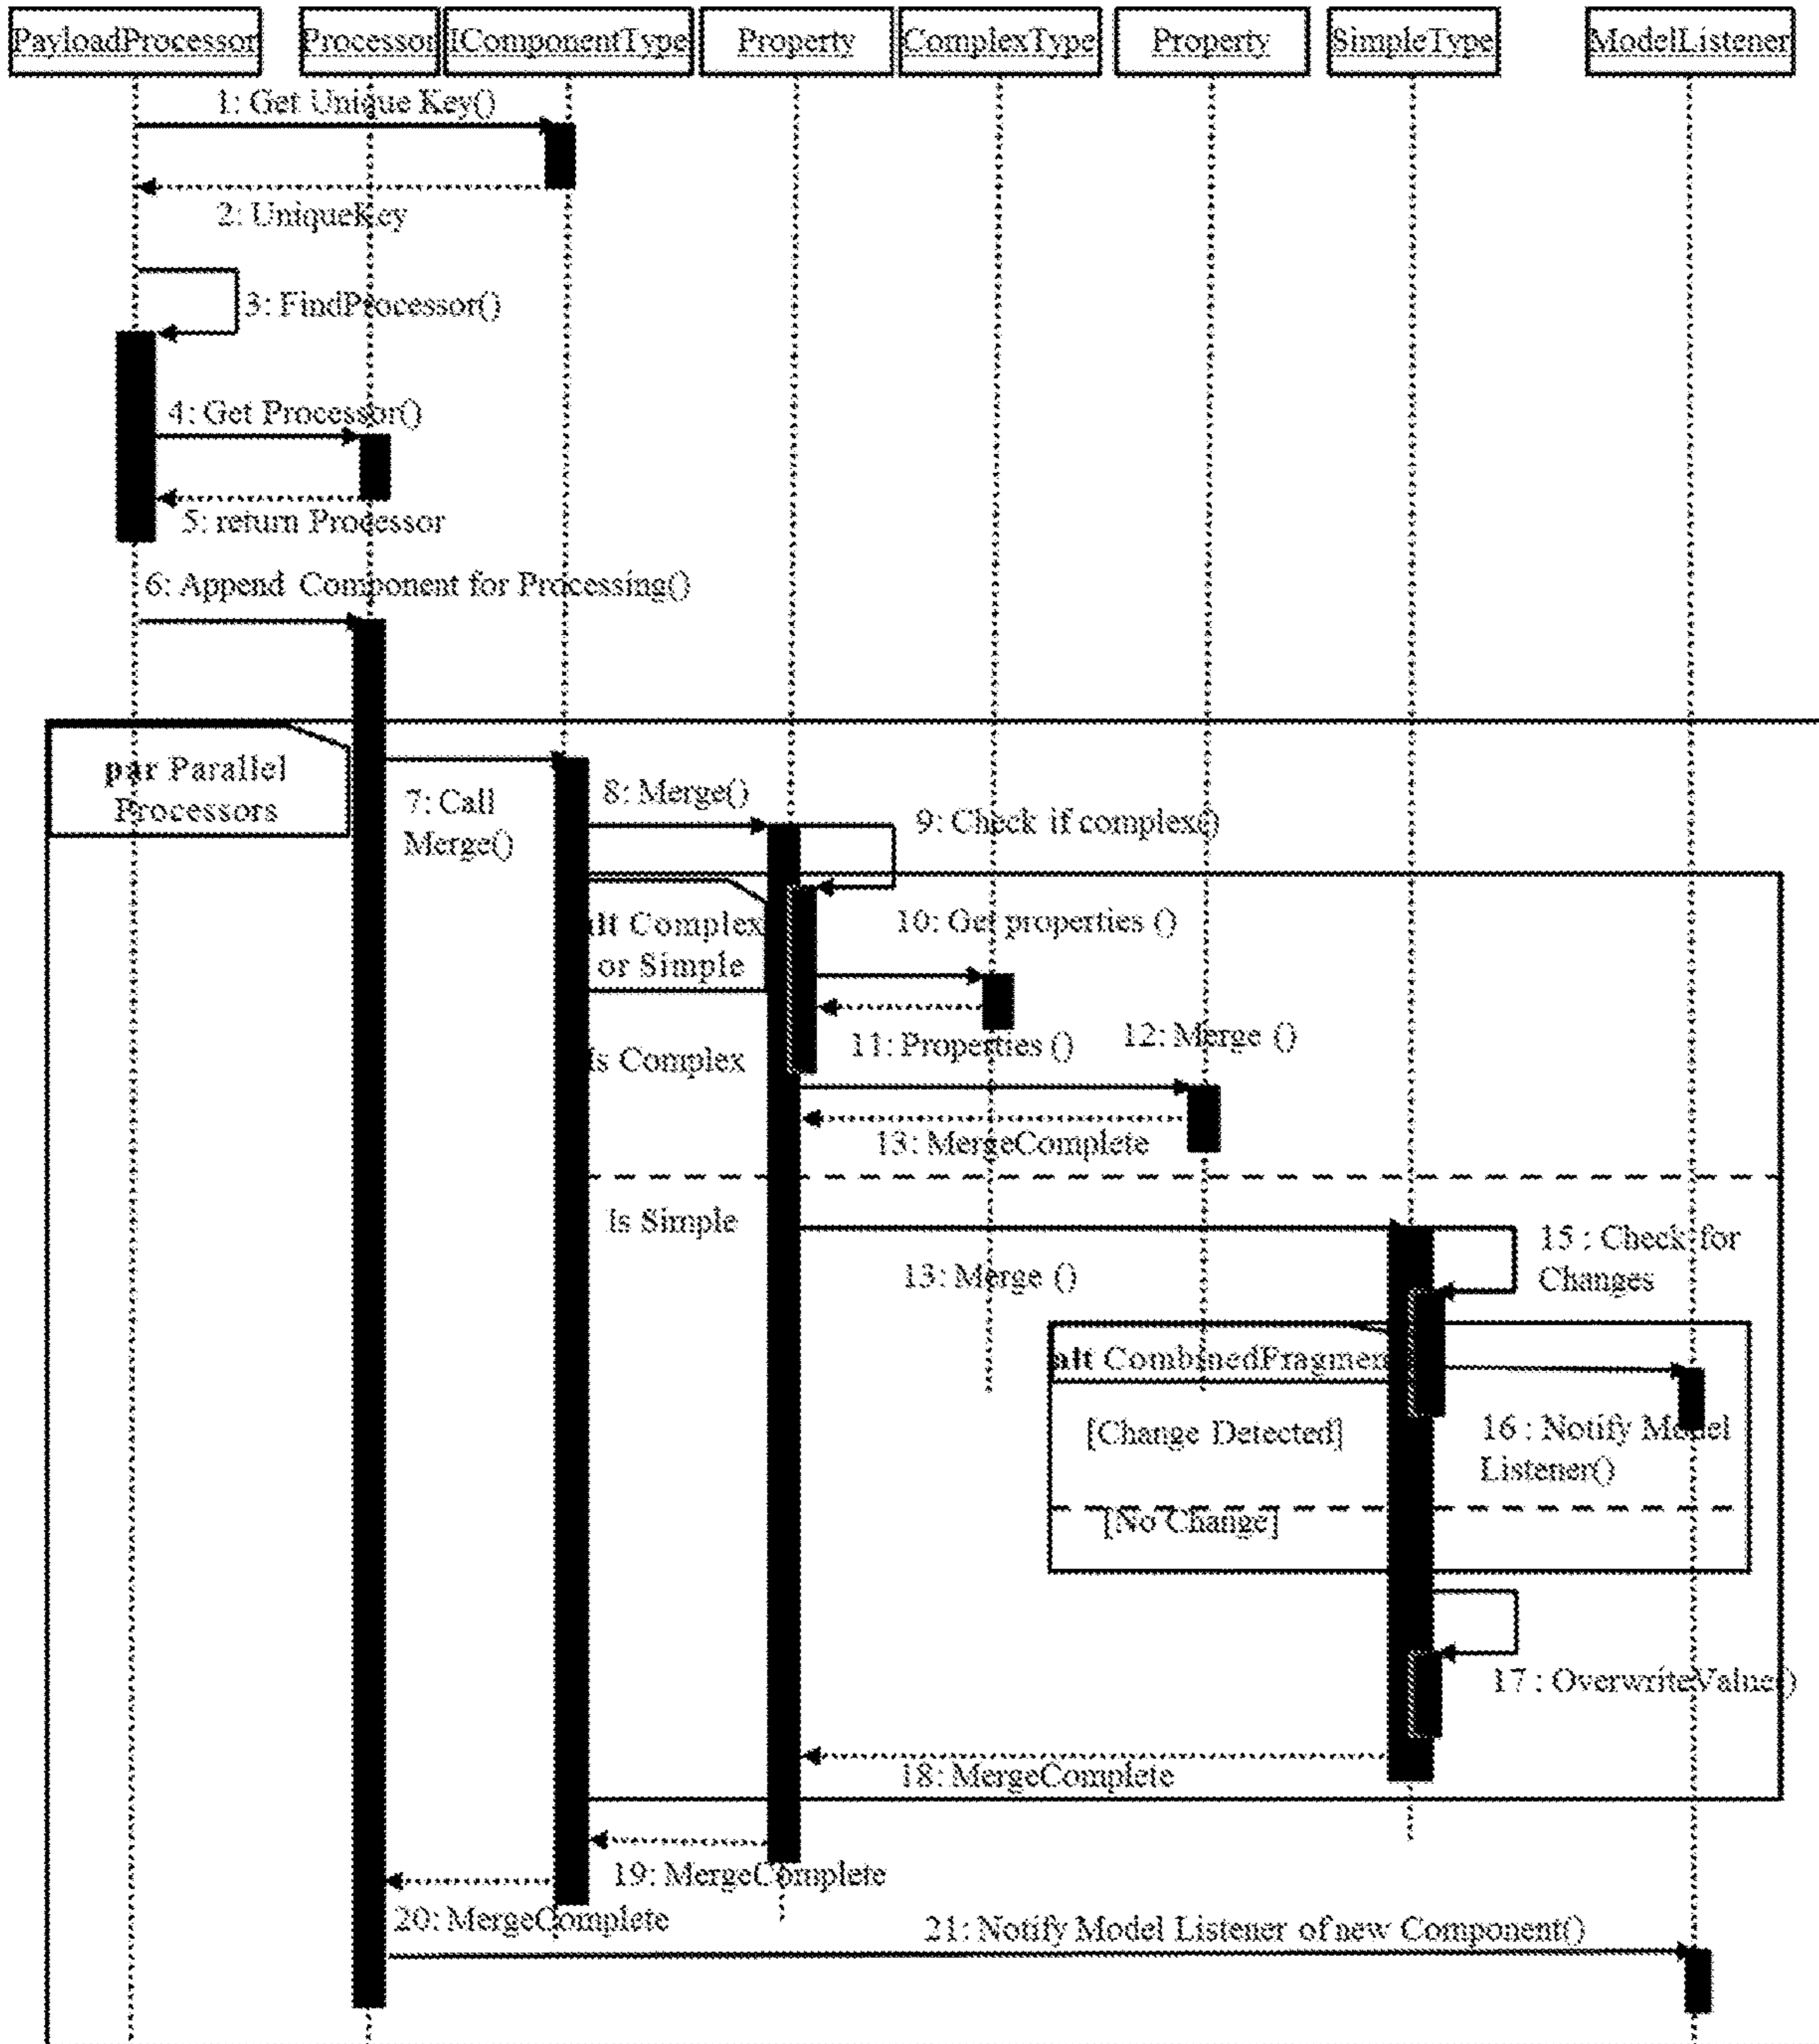 PayloadProcessor
Processor
IComponentType
Property
ComplexType
Property
SimpleType
ModelListener
1: Get Unique Key()
2: UniqueKey
3: FindProcessor()
4: Get Processor()
5: return Processor
6: Append Component for Processing()
par Parallel
Processors
7: Call
Merge()
8: Merge()
9: Check if complex()
alt Complex
or Simple
10: Get properties ()
11: Properties ()
12: Merge ()
Is Complex
13: MergeComplete
Is Simple
13: Merge ()
15 : Check for
Changes
alt CombinedFragmen
[Change Detected]
16 : Notify Model
Listener()
[No Change]
17 : OverwriteValue()
18: MergeComplete
19: MergeComplete
20: MergeComplete
21: Notify Model Listener of new Component()